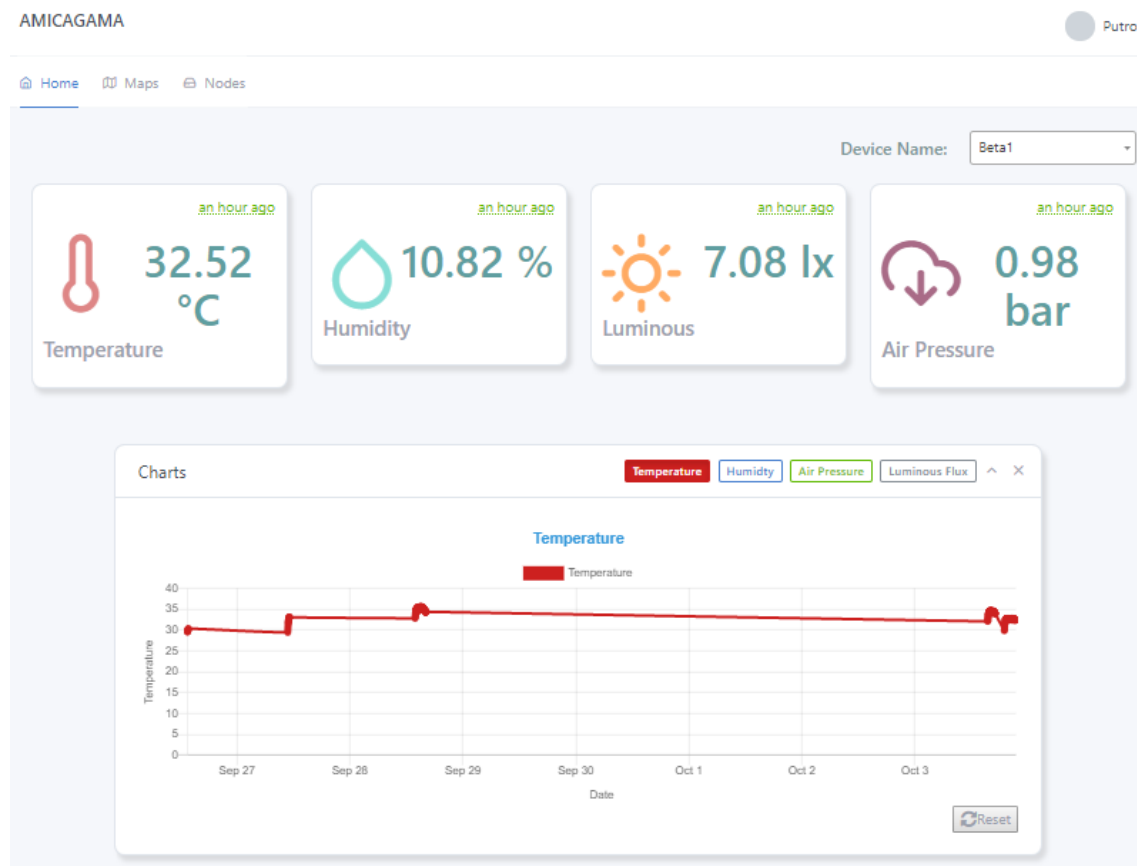 AMICAGAMA
Putro
Home Maps Nodes
Device Name: Beta1
an hour ago
32.52
°C
Temperature
an hour ago
10.82 %
Humidity
an hour ago
7.08 lx
Luminous
an hour ago
0.98
bar
Air Pressure
Charts Temperature Humidty Air Pressure Luminous Flux
Temperature
Temperature
40
35
30
25
20
15
10
5
0
Temperature
Sep 27 Sep 28 Sep 29 Sep 30 Oct 1 Oct 2 Oct 3
Date
Reset